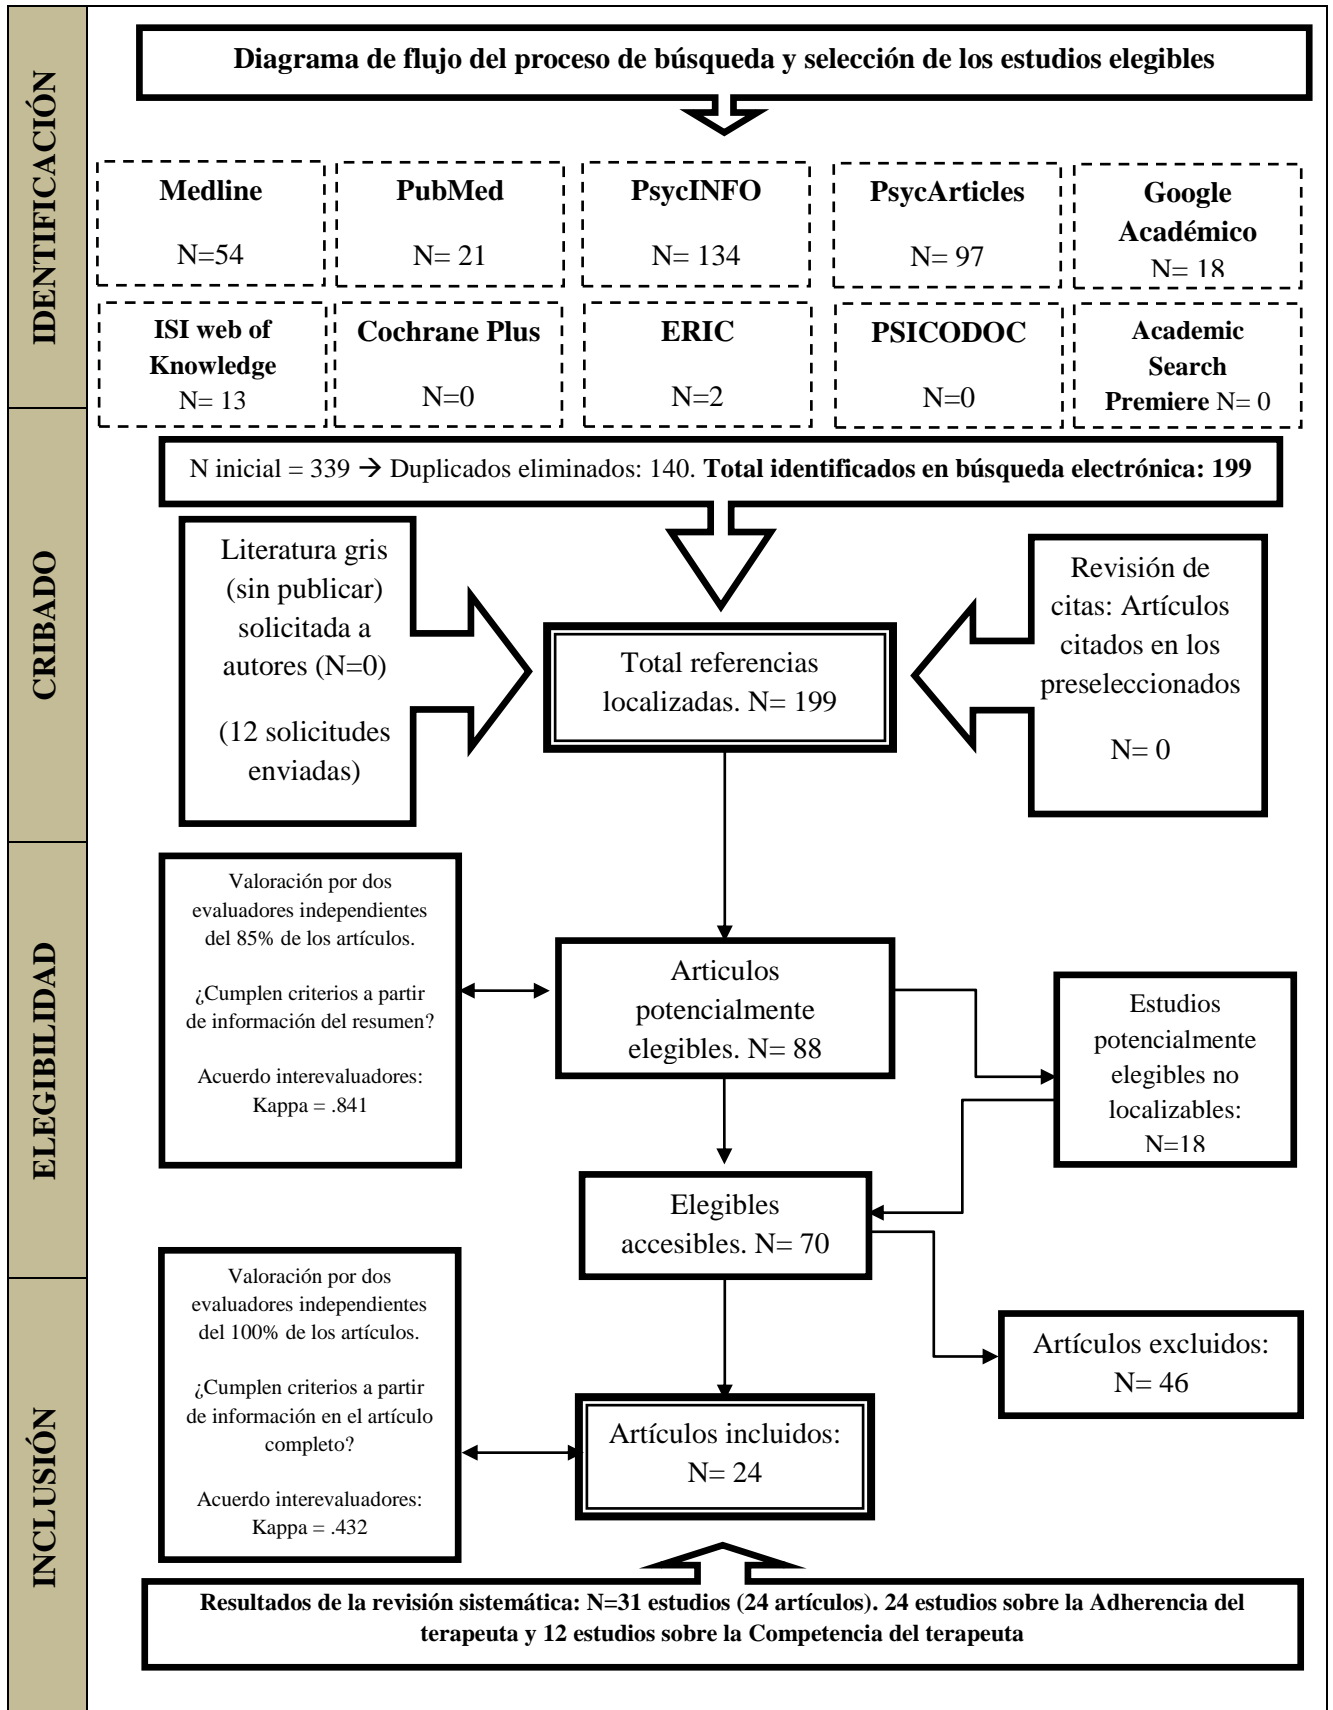 Diagrama de flujo del proceso de búsqueda y selección de los estudios elegibles
IDENTIFICACIÓN
Medline
N=54
PubMed
N= 21
PsycINFO
N= 134
PsycArticles
N= 97
Google
Académico
N= 18
ISI web of
Knowledge
N= 13
Cochrane Plus
N=0
ERIC
N=2
PSICODOC
N=0
Academic
Search
Premiere N= 0
CRIBADO
N inicial = 339 → Duplicados eliminados: 140. Total identificados en búsqueda electrónica: 199
Literatura gris
(sin publicar)
solicitada a
autores (N=0)
(12 solicitudes
enviadas)
Total referencias
localizadas. N= 199
Revisión de
citas: Artículos
citados en los
preseleccionados
N= 0
ELEGIBILIDAD
Valoración por dos
evaluadores independientes
del 85% de los artículos.
¿Cumplen criterios a partir
de información del resumen?
Acuerdo interevaluadores:
Kappa = .841
Articulos
potencialmente
elegibles. N= 88
Estudios
potencialmente
elegibles no
localizables:
N=18
Elegibles
accesibles. N= 70
INCLUSIÓN
Valoración por dos
evaluadores independientes
del 100% de los artículos.
¿Cumplen criterios a partir
de información en el artículo
completo?
Acuerdo interevaluadores:
Kappa = .432
Artículos excluidos:
N= 46
Artículos incluidos:
N= 24
Resultados de la revisión sistemática: N=31 estudios (24 artículos). 24 estudios sobre la Adherencia del
terapeuta y 12 estudios sobre la Competencia del terapeuta